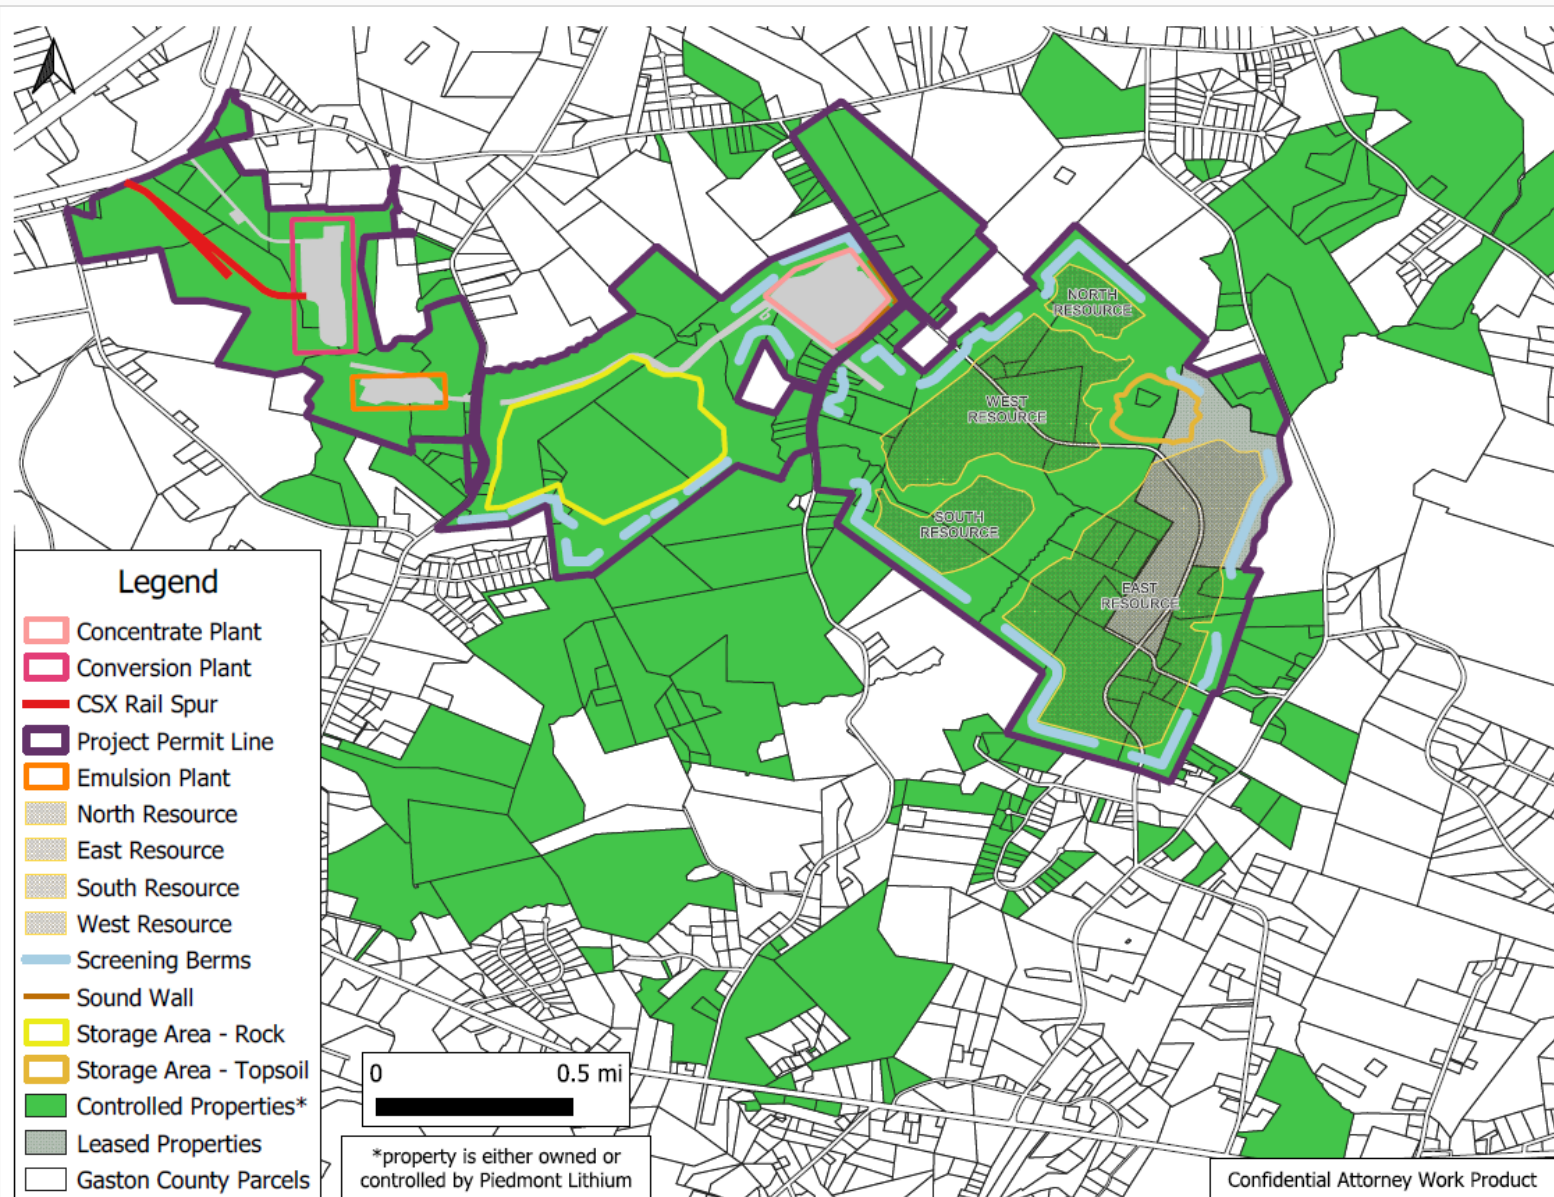 NORTH
RESOURCE
WEST
RESOURCE
SOUTH
RESOURCE
EAST
RESOURCE
Legend
Concentrate Plant
Conversion Plant
CSX Rail Spur
Project Permit Line
Emulsion Plant
North Resource
East Resource
South Resource
West Resource
Screening Berms
Sound Wall
Storage Area - Rock
Storage Area - Topsoil
Controlled Properties*
Leased Properties
Gaston County Parcels
0 0.5 mi
*property is either owned or
controlled by Piedmont Lithium
Confidential Attorney Work Product